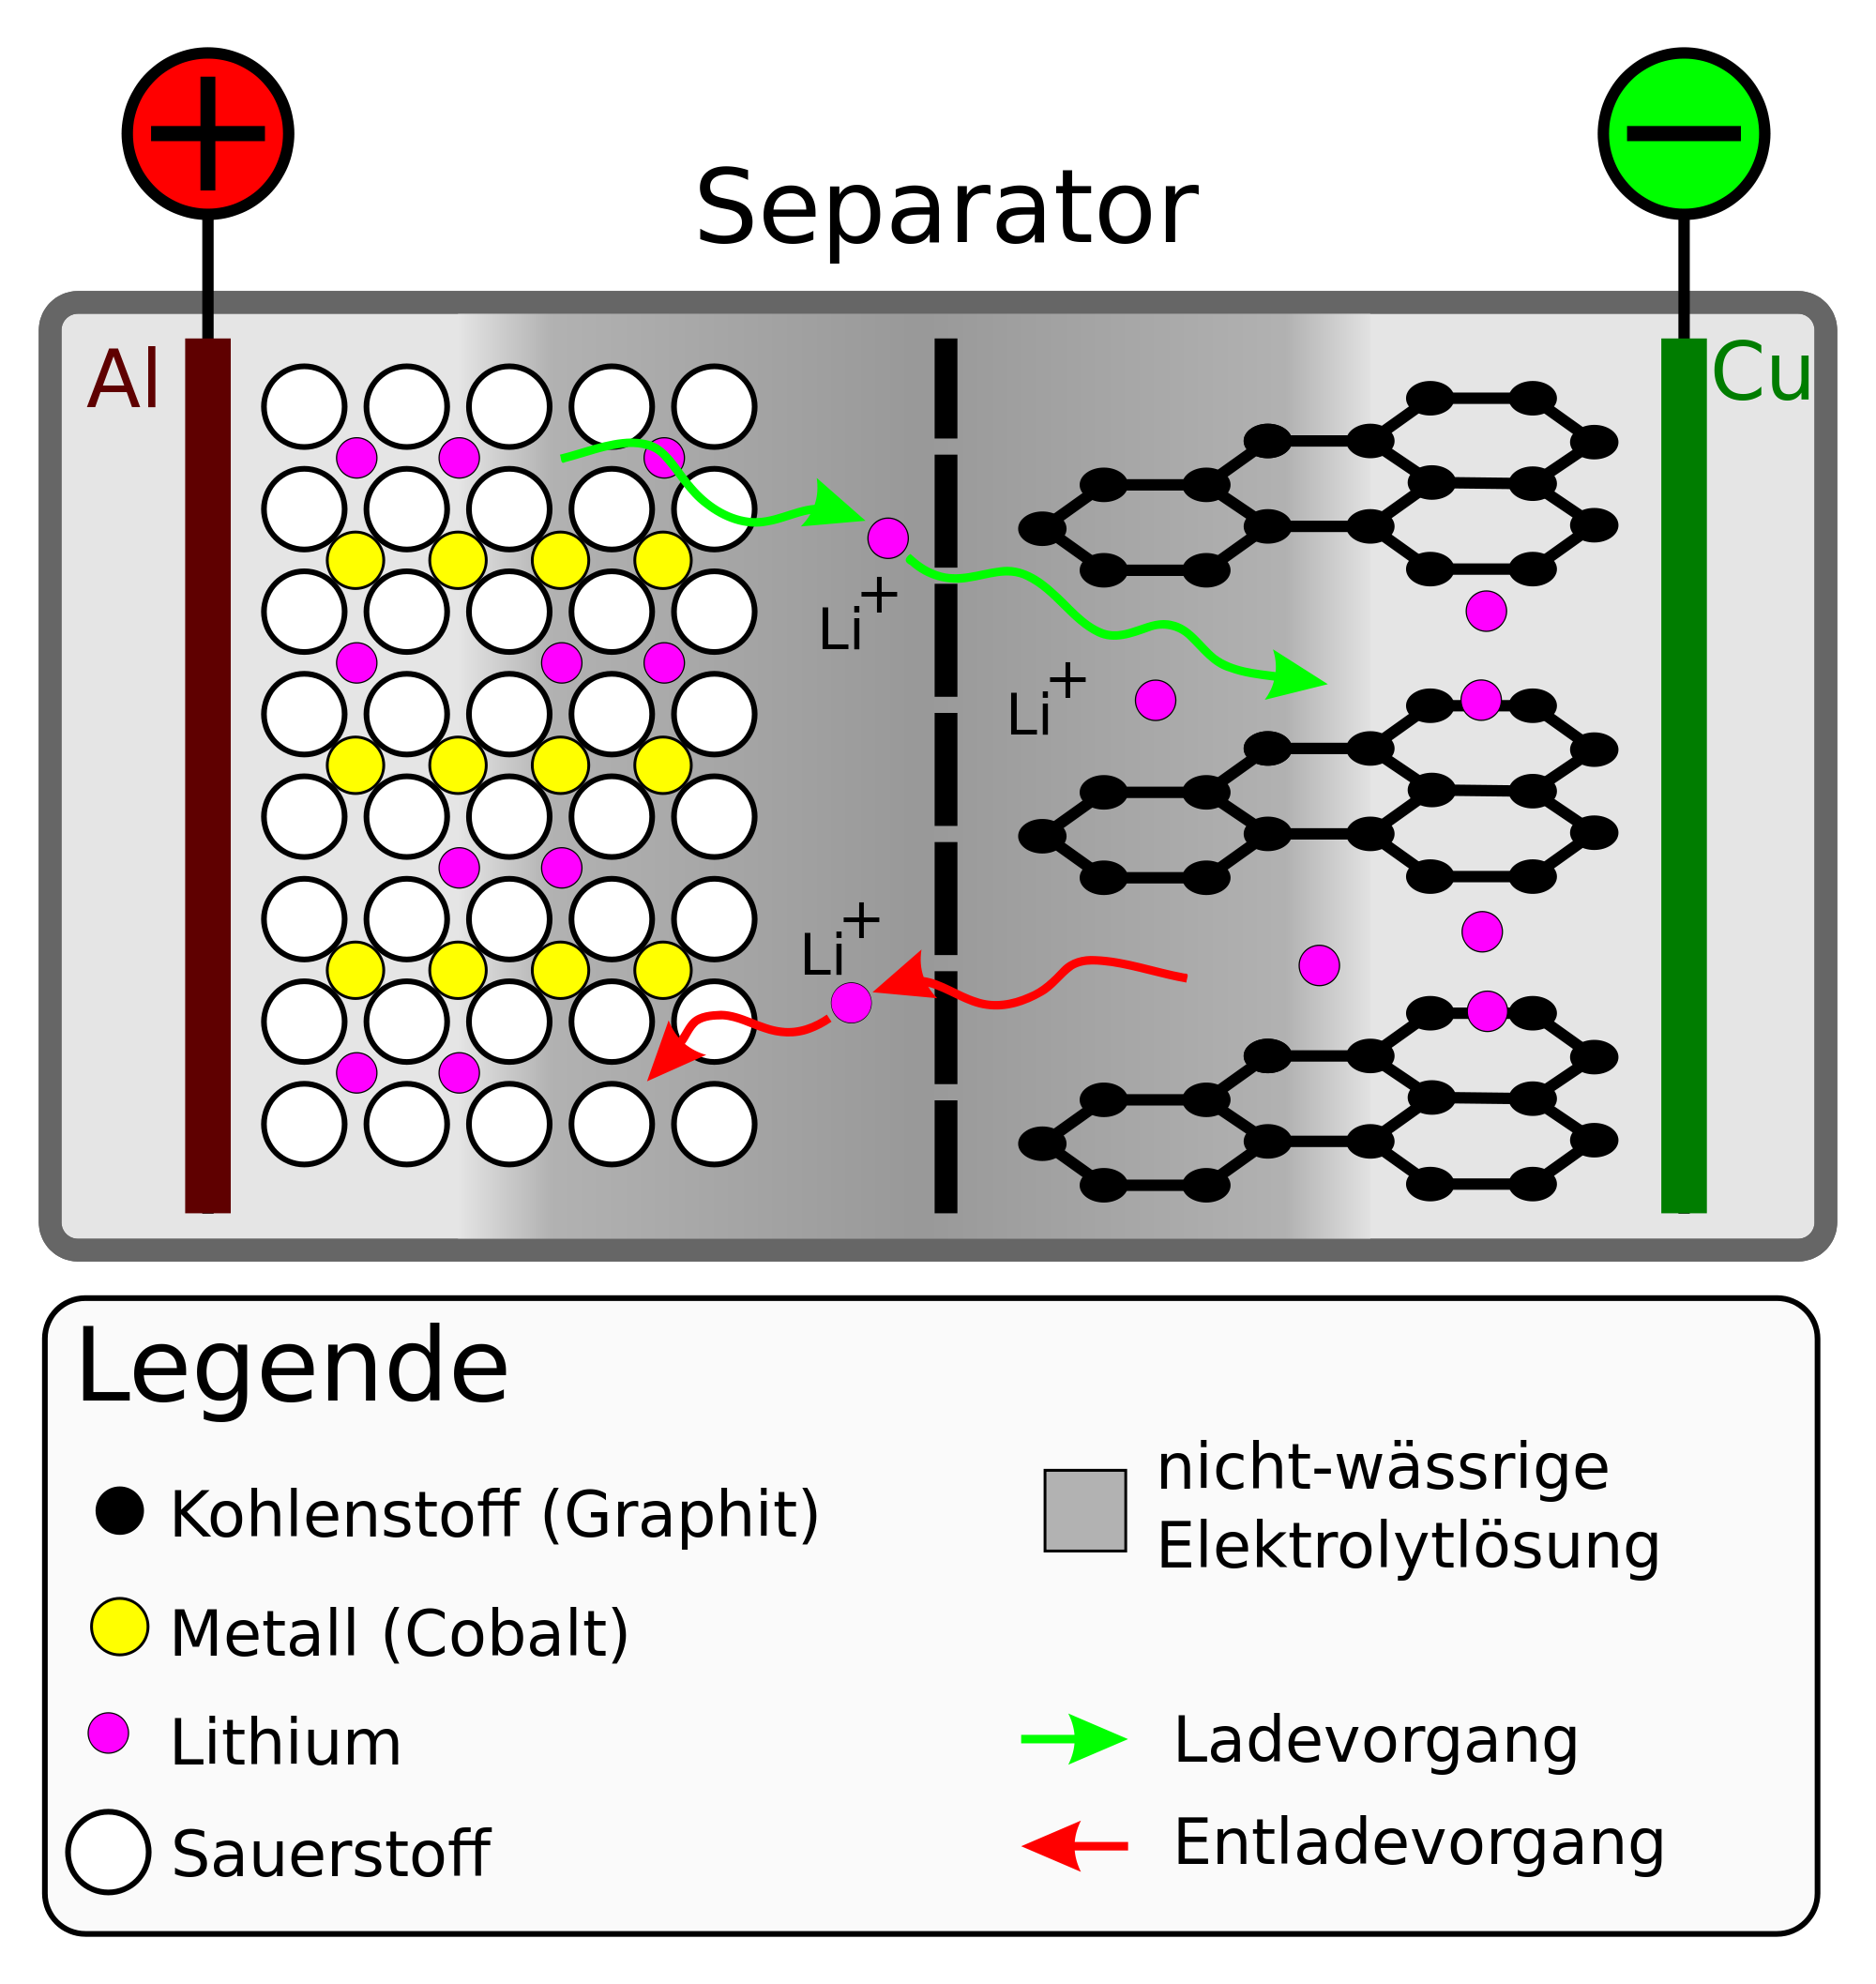 Separator
Al
Cu
Li+
Li+
Li+
Legende
Kohlenstoff (Graphit)
Metall (Cobalt)
Lithium
Sauerstoff
nicht-wässrige
Elektrolytlösung
Ladevorgang
Entladevorgang